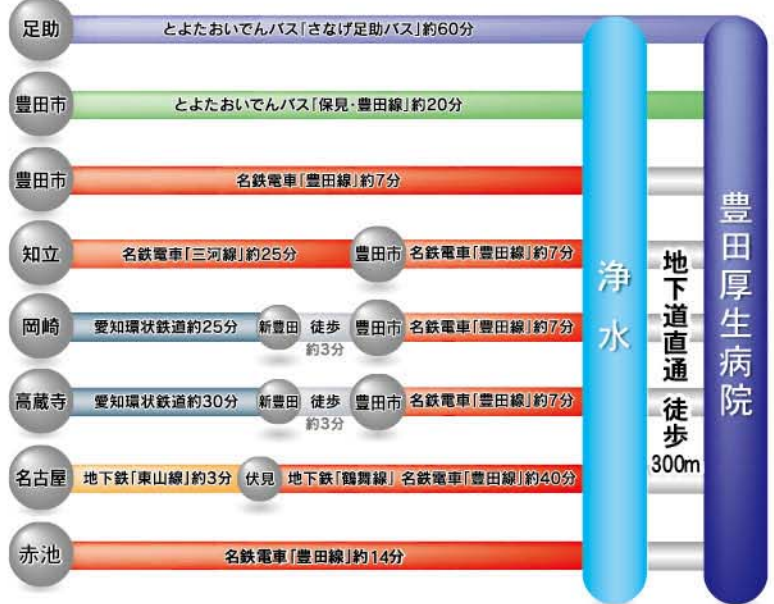 足助 とよたおいでんバス「さなげ足助バス」約60分
豊田市 とよたおいでんバス「保見・豊田線」約20分
豊田市 名鉄電車「豊田線」約7分
知立 名鉄電車「三河線」約25分 豊田市 名鉄電車「豊田線」約7分
岡崎 愛知環状鉄道約25分 新豊田 徒歩 豊田市 名鉄電車「豊田線」約7分
約3分
高蔵寺 愛知環状鉄道約30分 新豊田 徒歩 豊田市 名鉄電車「豊田線」約7分
約3分
名古屋 地下鉄「東山線」約3分 伏見 地下鉄「鶴舞線」 名鉄電車「豊田線」約40分
赤池 名鉄電車「豊田線」約14分
浄水
地下道直通 徒歩
300m
豊田厚生病院